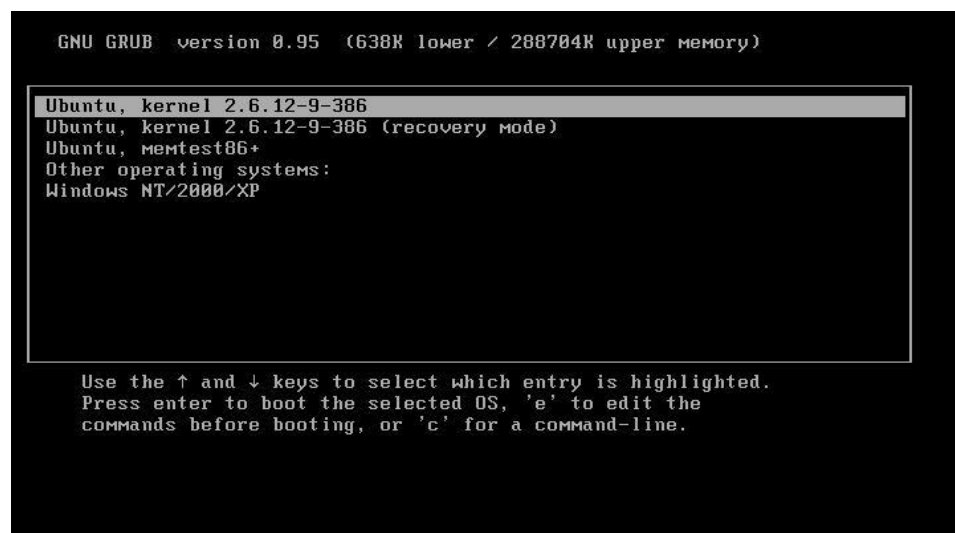 GNU GRUB  version 0.95  (638K lower / 288704K upper memory)
Ubuntu, kernel 2.6.12-9-386
Ubuntu, kernel 2.6.12-9-386 (recovery mode)
Ubuntu, memtest86+
Other operating systems:
Windows NT/2000/XP
Use the ↑ and ↓ keys to select which entry is highlighted.
Press enter to boot the selected OS, 'e' to edit the
commands before booting, or 'c' for a command-line.